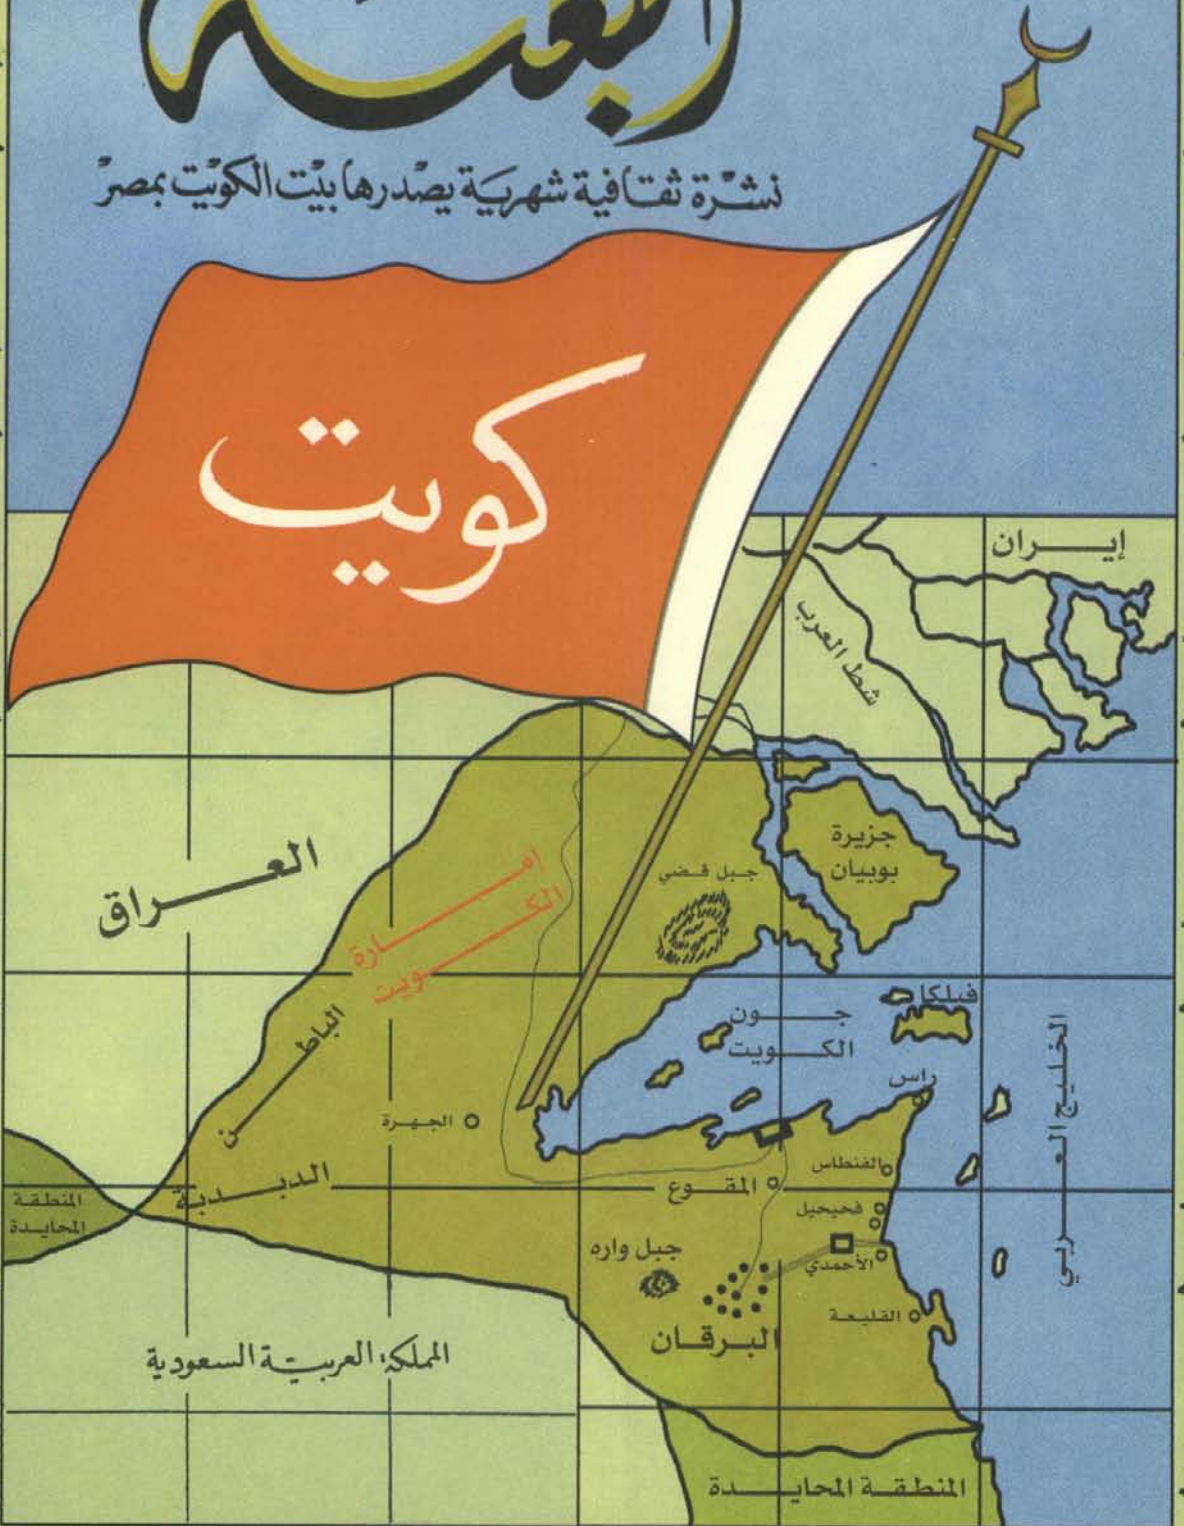 البعثة
نشرة ثقافية شهرية يصدرها بيت الكويت بمصر
كويت
إيران
شط العرب
جزيرة
بوبيان
جبل قضي
العراق
إمارة
الكويت
الباطن
فيلكا
جون
الكويت
راس
الخليج العربي
الجهرة
الفنطاس
الدبدبة
المقوع
المنطقة
المحايدة
فحيحيل
جبل واره
الأحمدي
القليعة
البرقان
المملكة العربية السعودية
المنطقة المحايدة